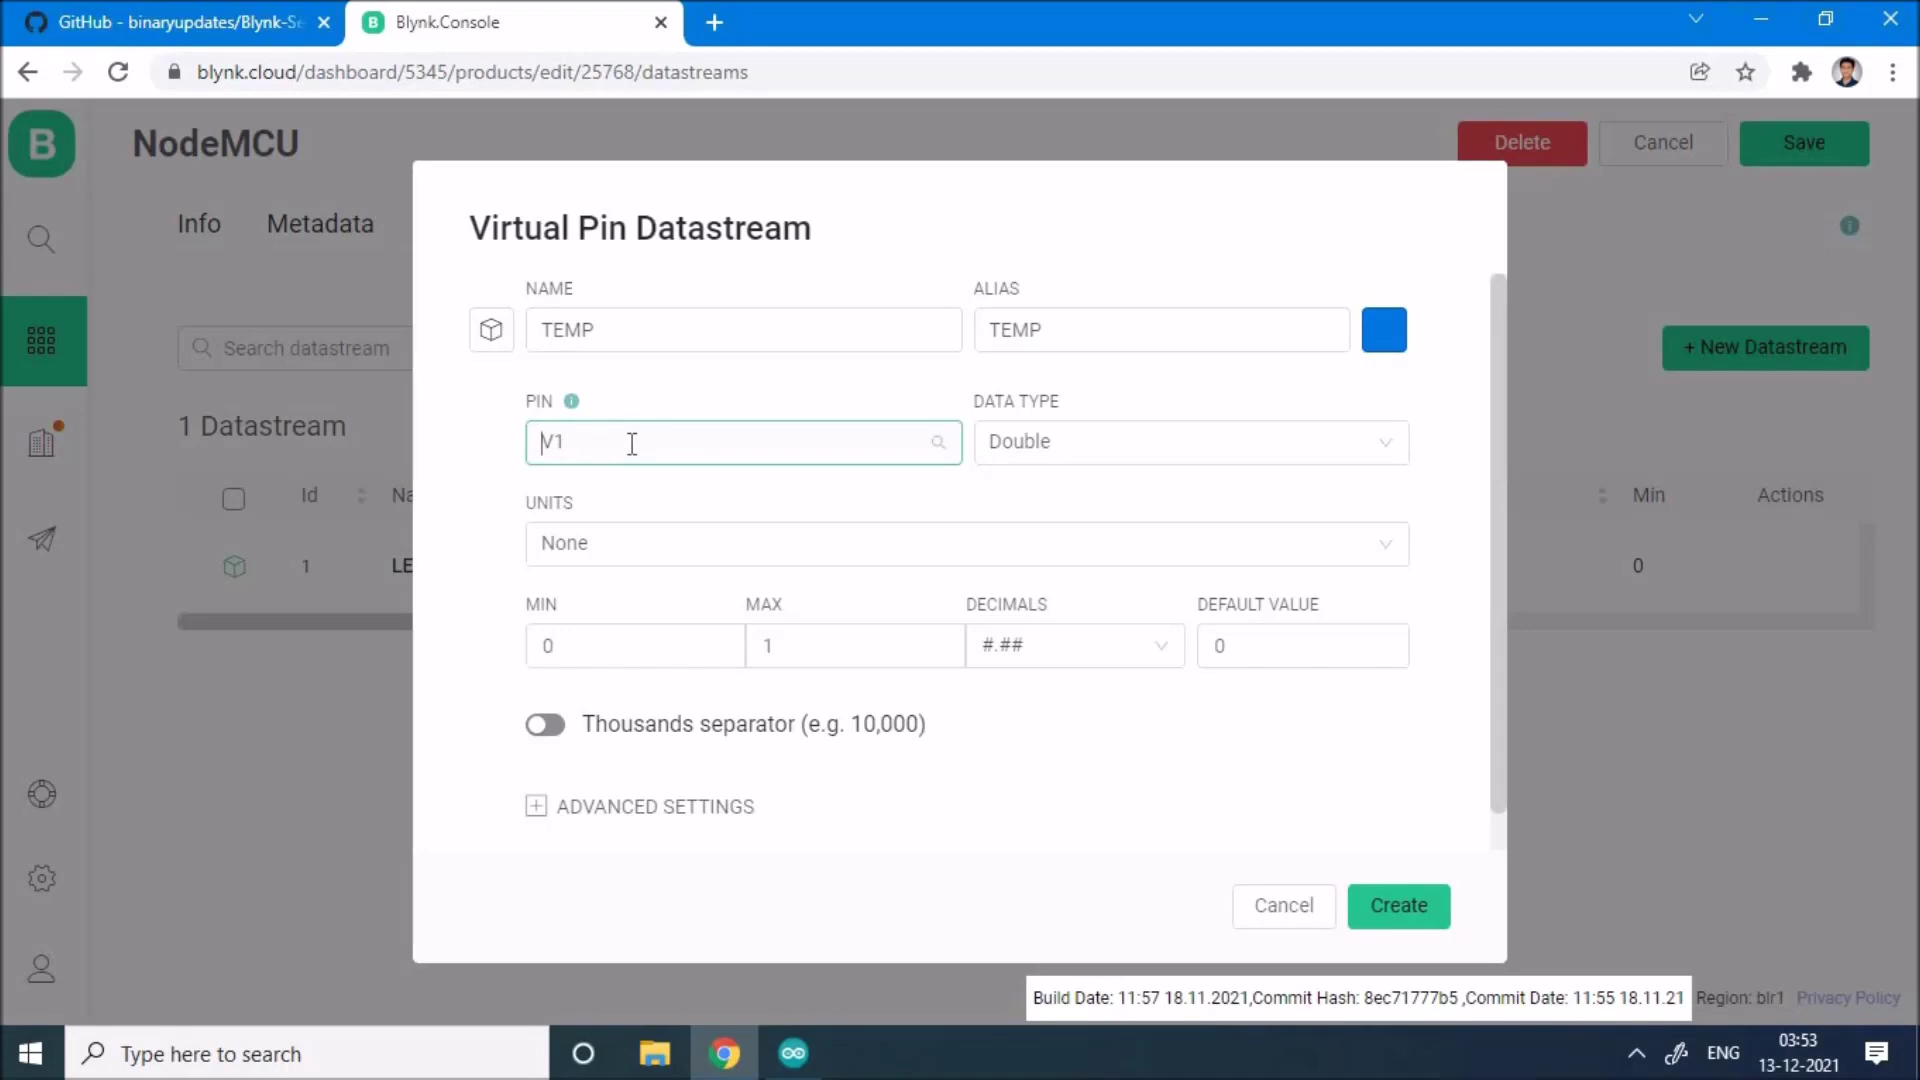 GitHub - binaryupdates/Blynk-Se
B Blynk.Console
blynk.cloud/dashboard/5345/products/edit/25768/datastreams
B
NodeMCU
Delete
Cancel
Save
Info
Metadata
Virtual Pin Datastream
NAME
ALIAS
TEMP
TEMP
Search datastream
+ New Datastream
PIN
DATA TYPE
V1
Double
1 Datastream
Id
Na
Min
Actions
UNITS
None
1
LE
0
MIN
MAX
DECIMALS
DEFAULT VALUE
0
1
#.##
0
Thousands separator (e.g. 10,000)
ADVANCED SETTINGS
Cancel
Create
Build Date: 11:57 18.11.2021,Commit Hash: 8ec71777b5 ,Commit Date: 11:55 18.11.21
Region: blr1
Privacy Policy
Type here to search
ENG
03:53
13-12-2021